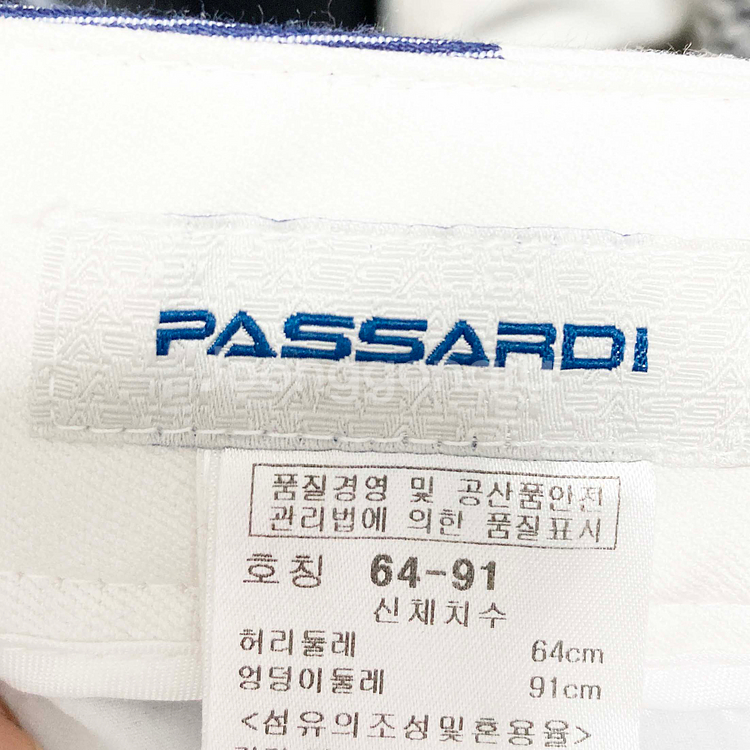 PASSARDI
품질경영 및 공산품안전
관리법에 의한 품질표시
호칭 64-91
신체치수
허리둘레 64cm
엉덩이둘레 91cm
<섬유의조성및혼용율>